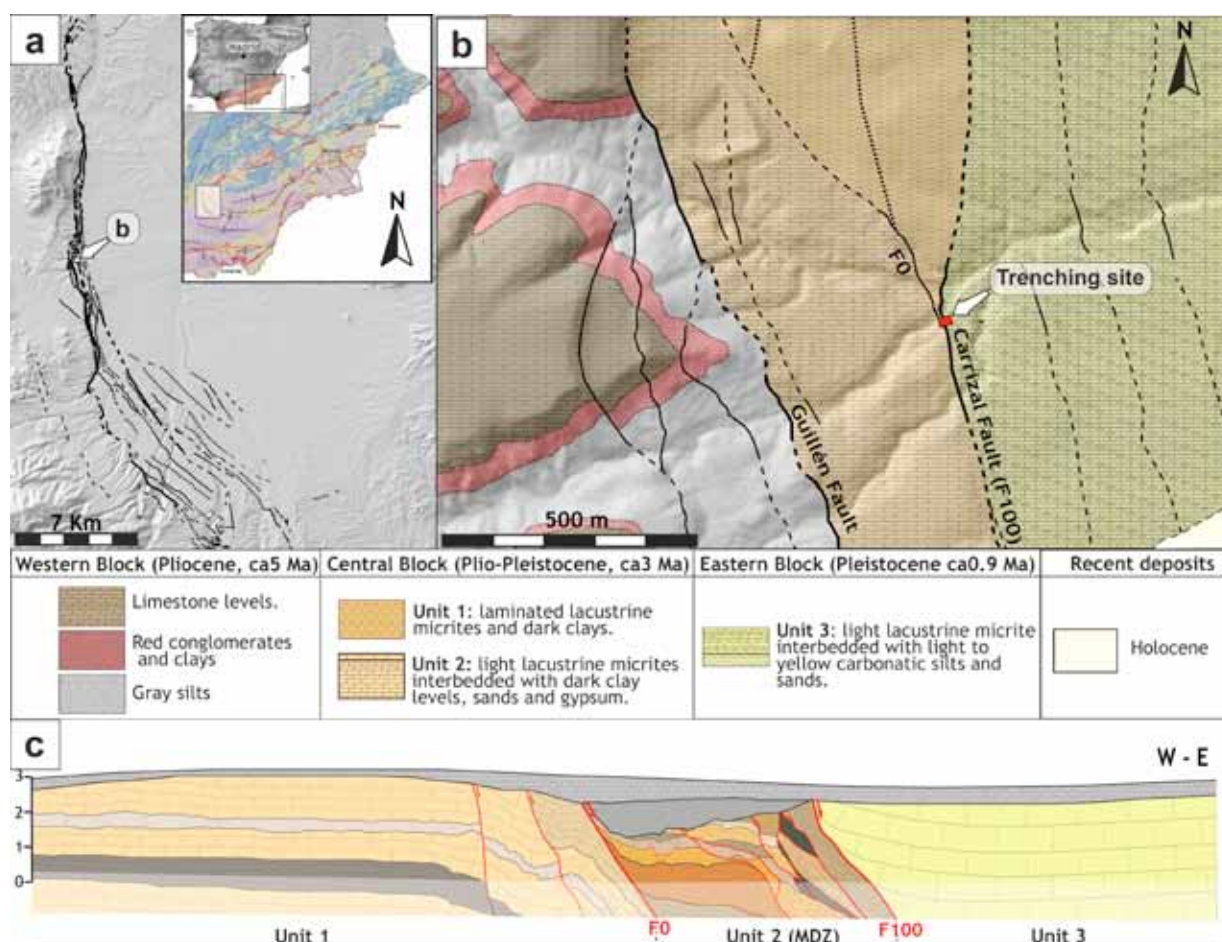 a
b
N
7 Km
b
N
F0
Trenching site
Carrizal Fault (F100)
Guillén Fault
500 m
Western Block (Pliocene, ca5 Ma)
Limestone levels.
Red conglomerates
and clays
Gray silts
Central Block (Plio-Pleistocene, ca3 Ma)
Unit 1: laminated lacustrine
micrites and dark clays.
Unit 2: light lacustrine micrites
interbedded with dark clay
levels, sands and gypsum.
Eastern Block (Pleistocene ca0.9 Ma)
Unit 3: light lacustrine micrite
interbedded with light to
yellow carbonatic silts and
sands.
Recent deposits
Holocene
c
W - E
3
2
1
0
F0
F100
Unit 1
Unit 2 (MDZ)
Unit 3